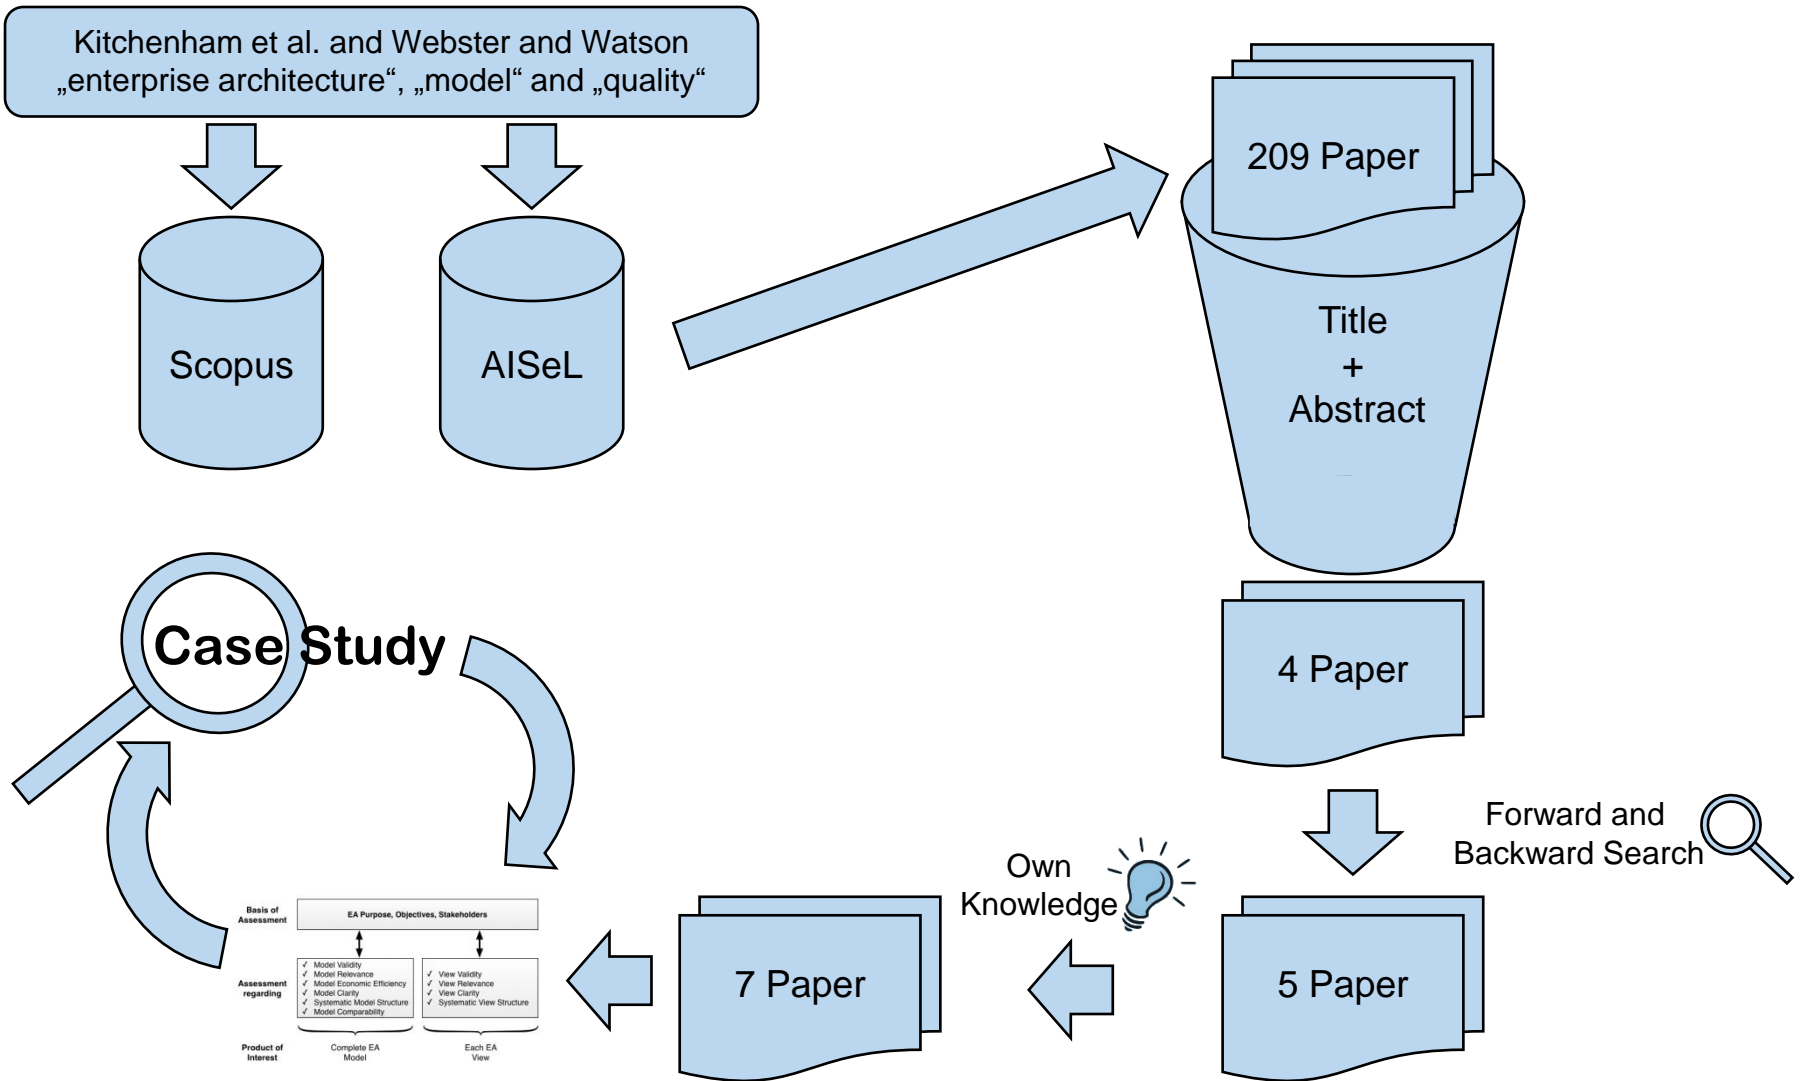 Kitchenham et al. and Webster and Watson
„enterprise architecture“, „model“ and „quality“
Scopus
AISeL
209 Paper
Title
+
Abstract
4 Paper
Forward and
Backward Search
5 Paper
Own
Knowledge
7 Paper
Case Study
Basis of
Assessment
EA Purpose, Objectives, Stakeholders
Assessment
regarding
✓ Model Validity
✓ Model Relevance
✓ Model Economic Efficiency
✓ Model Clarity
✓ Systematic Model Structure
✓ Model Comparability
✓ View Validity
✓ View Relevance
✓ View Clarity
✓ Systematic View Structure
Product of
Interest
Complete EA
Model
Each EA
View